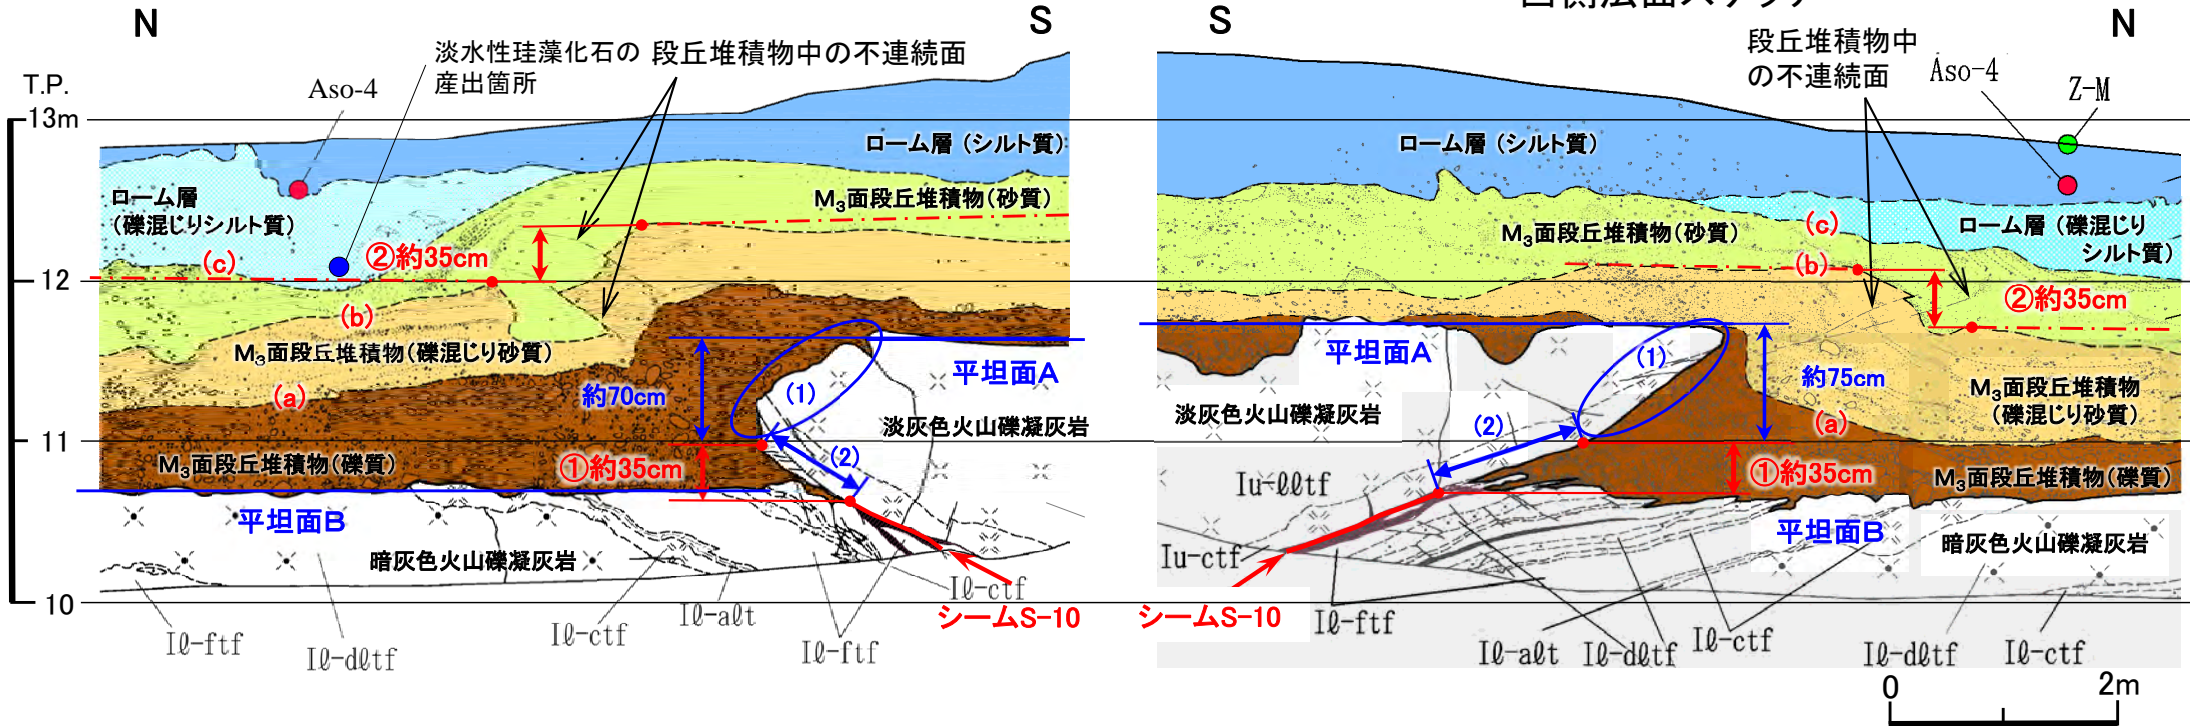 N
S
T.P.
13m
12
11
10
Aso-4
淡水性珪藻化石の
産出箇所
段丘堆積物中の不連続面
ローム層（シルト質）
ローム層
（礫混じりシルト質）
M₃面段丘堆積物（砂質）
(c)
②約35cm
(b)
M₃面段丘堆積物（礫混じり砂質）
(a)
約70cm
(1)
平坦面A
淡灰色火山礫凝灰岩
M₃面段丘堆積物（礫質）
①約35cm
(2)
平坦面B
暗灰色火山礫凝灰岩
Iℓ-ftf
Iℓ-dℓtf
Iℓ-ctf
Iℓ-aℓt
Iℓ-ftf
Iℓ-ctf
シームS-10
S
N
段丘堆積物中
の不連続面
Aso-4
Z-M
ローム層（シルト質）
M₃面段丘堆積物（砂質）
(c)
ローム層（礫混じり
シルト質）
(b)
②約35cm
平坦面A
(1)
約75cm
M₃面段丘堆積物
（礫混じり砂質）
淡灰色火山礫凝灰岩
(2)
(a)
①約35cm
M₃面段丘堆積物（礫質）
Iu-ℓℓtf
平坦面B
Iu-ctf
暗灰色火山礫凝灰岩
シームS-10
Iℓ-ftf
Iℓ-aℓt
Iℓ-dℓtf
Iℓ-ctf
Iℓ-dℓtf
Iℓ-ctf
0
2m